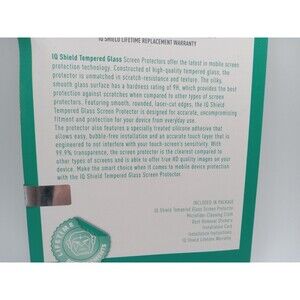 IQ SHIELD LIFETIME REPLACEMENT WARRANTY
IQ Shield Tempered Glass Screen Protectors offer the latest in mobile screen
protection technology. Constructed of high-quality tempered glass, the
protector is unmatched in scratch-resistance and texture. The silky,
smooth glass surface has a hardness rating of 9H, which provides the best
protection against scratches when compared to other types of screen
protectors. Featuring smooth, rounded, laser-cut edges, the IQ Shield
Tempered Glass Screen Protector is designed for accurate, uncompromising
fitment and protection for your device from everyday use.
The protector also features a specially treated silicone adhesive that
allows easy, bubble-free installation and an accurate touch layer that is
engineered to not interfere with your touch-screen's sensitivity. With
99.9% transparence, the screen protector is the clearest compared to
other types of screens and is able to offer true HD quality images on your
device. Make the smart choice when it comes to mobile device protection
with the IQ Shield Tempered Glass Screen Protector.
INCLUDED IN PACKAGE
IQ Shield Tempered Glass Screen Protector
Microfiber Cleaning Cloth
Dust Removal Stickers
Installation Card
Installation Instructions
IQ Shield Lifetime Warranty
LIFETIME